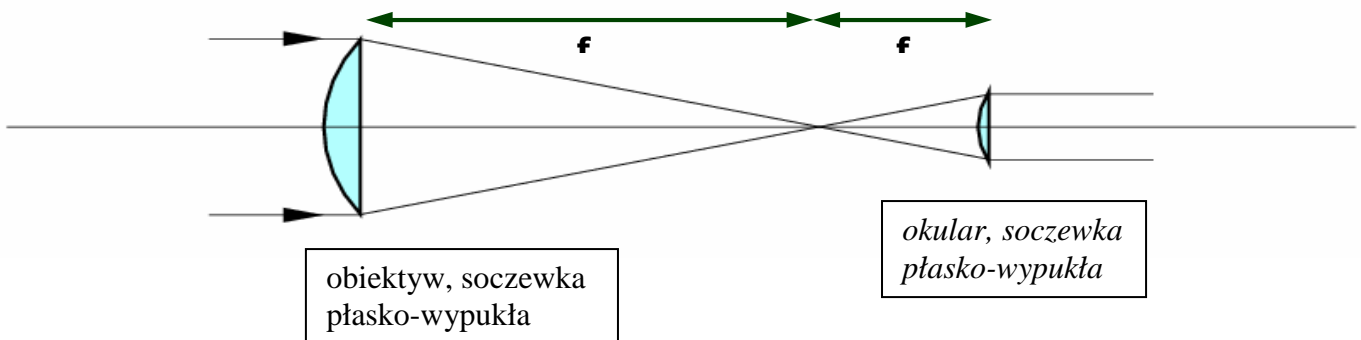 f f
obiektyw, soczewka
płasko-wypukła
okular, soczewka
płasko-wypukła